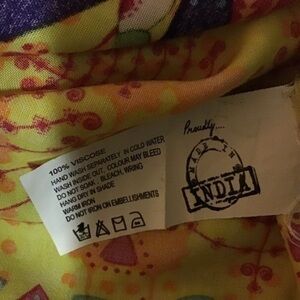 100% VISCOSE
HAND WASH SEPARATELY IN COLD WATER
WASH INSIDE OUT. COLOUR MAY BLEED
DO NOT SOAK, BLEACH, WRING
HANG DRY IN SHADE
WARM IRON
DO NOT IRON ON EMBELLISHMENTS
Proudly....
MADE IN
INDIA